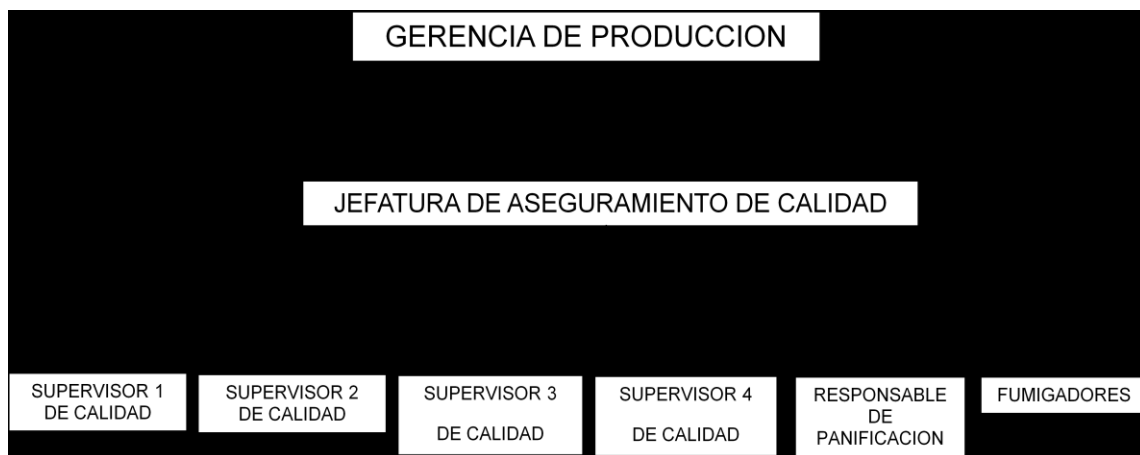 GERENCIA DE PRODUCCION
JEFATURA DE ASEGURAMIENTO DE CALIDAD
SUPERVISOR 1
DE CALIDAD
SUPERVISOR 2
DE CALIDAD
SUPERVISOR 3
DE CALIDAD
SUPERVISOR 4
DE CALIDAD
RESPONSABLE
DE
PANIFICACION
FUMIGADORES